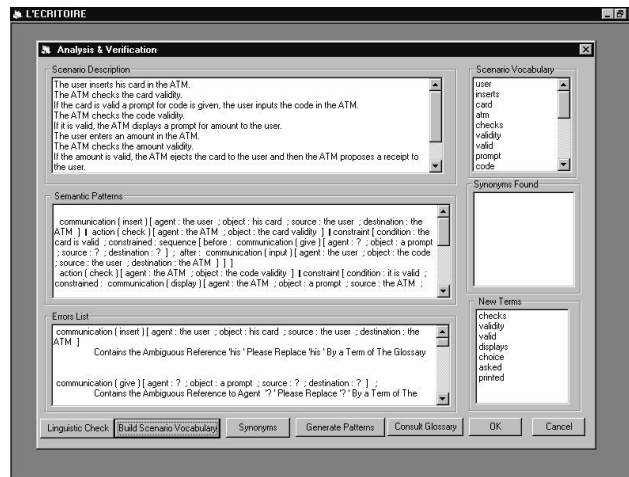 L'ECRITOIRE
Analysis & Verification
Scenario Description
The user inserts his card in the ATM.
The ATM checks the card validity.
If the card is valid a prompt for code is given, the user inputs the code in the ATM.
The ATM checks the code validity.
If it is valid, the ATM displays a prompt for amount to the user.
The user enters an amount in the ATM.
The ATM checks the amount validity.
If the amount is valid, the ATM ejects the card to the user and then the ATM proposes a receipt to
the user.
Scenario Vocabulary
user
inserts
card
atm
checks
validity
valid
prompt
code
Semantic Patterns
communication ( insert ) [ agent : the user ; object : his card ; source : the user ; destination : the
ATM ] ❙ action ( check ) [ agent : the ATM ; object : the card validity ] ❙ constraint [ condition : the
card is valid ; constrained : sequence [ before : communication ( give ) [ agent : ? ; object : a prompt
; source : ? ; destination : ? ] ; after : communication ( input ) [ agent : the user ; object : the code
; source : the user ; destination : the ATM ] ] ]
action ( check ) [ agent : the ATM ; object : the code validity ] ❙ constraint [ condition : it is valid ;
constrained : communication ( display ) [ agent : the ATM ; object : a prompt ; source : the ATM ;
Synonyms Found
Errors List
communication ( insert ) [ agent : the user ; object : his card ; source : the user ; destination : the
ATM ]
Contains the Ambiguous Reference 'his ' Please Replace 'his ' By a Term of The Glossary
communication ( give ) [ agent : ? ; object : a prompt ; source : ? ; destination : ? ] ;
Contains the Ambiguous Reference to Agent '?' Please Replace '?' By a Term of The
New Terms
checks
validity
valid
displays
choice
asked
printed
Linguistic Check
Build Scenario Vocabulary
Synonyms
Generate Patterns
Consult Glossary
OK
Cancel